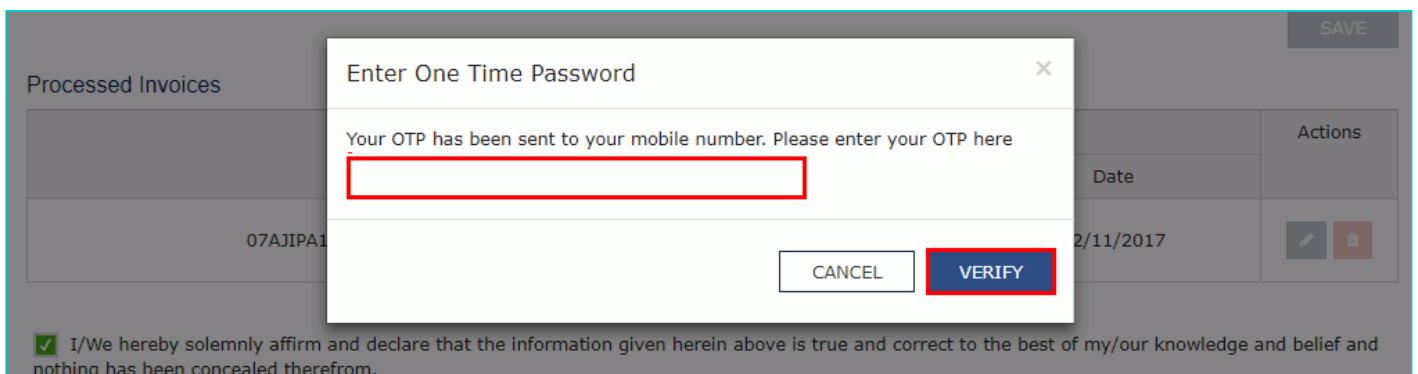 SAVE
Enter One Time Password ×
Processed Invoices
Your OTP has been sent to your mobile number. Please enter your OTP here
Actions
Date
07AJIPA1
2/11/2017
CANCEL VERIFY
I/We hereby solemnly affirm and declare that the information given herein above is true and correct to the best of my/our knowledge and belief and
nothing has been concealed therefrom.